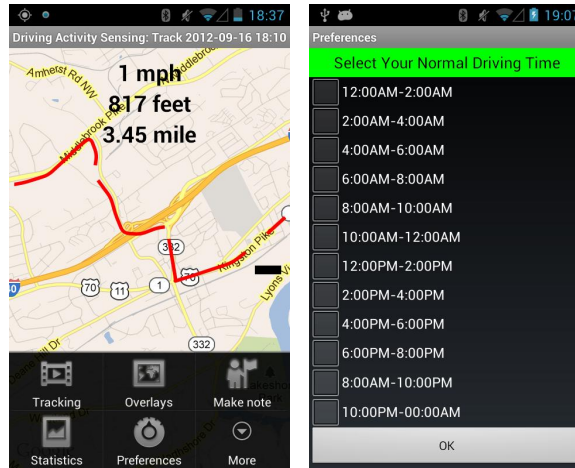 18:37
Driving Activity Sensing: Track 2012-09-16 18:10
Amherst Rd NW
1 mph
817 feet
Middlebrook Pike
3.45 mile
332
Kingston Pike
70
11
1
70
332
Tracking
Overlays
Make note
Statistics
Preferences
More
19:07
Preferences
Select Your Normal Driving Time
12:00AM-2:00AM
2:00AM-4:00AM
4:00AM-6:00AM
6:00AM-8:00AM
8:00AM-10:00AM
10:00AM-12:00AM
12:00PM-2:00PM
2:00PM-4:00PM
4:00PM-6:00PM
6:00PM-8:00PM
8:00AM-10:00PM
10:00PM-00:00AM
OK